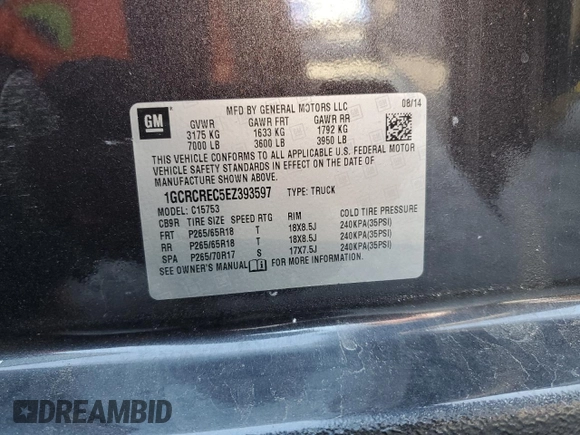 GM
MFD BY GENERAL MOTORS LLC 08/14
GVWR GAWR FRT GAWR RR
3175 KG 1633 KG 1792 KG
7000 LB 3600 LB 3950 LB
THIS VEHICLE CONFORMS TO ALL APPLICABLE U.S. FEDERAL MOTOR
VEHICLE SAFETY STANDARDS IN EFFECT ON THE DATE OF
MANUFACTURE SHOWN ABOVE.
1GCRCREC5EZ393597 TYPE: TRUCK
MODEL: C15753
CB9R TIRE SIZE SPEED RTG RIM COLD TIRE PRESSURE
FRT P265/65R18 T 18X8.5J 240KPA(35PSI)
RR P265/65R18 T 18X8.5J 240KPA(35PSI)
SPA P265/70R17 S 17X7.5J 240KPA(35PSI)
SEE OWNER'S MANUAL FOR MORE INFORMATION
DREAMBID